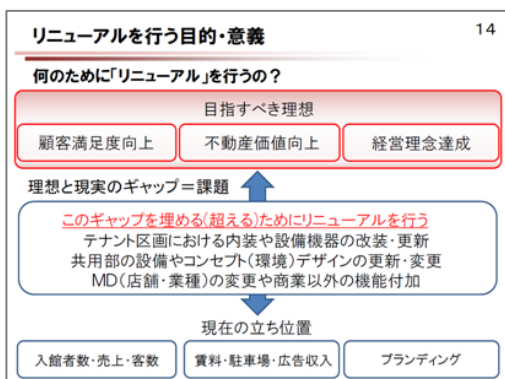 リニューアルを行う目的・意義
14
何のために「リニューアル」を行うの？
目指すべき理想
顧客満足度向上
不動産価値向上
経営理念達成
理想と現実のギャップ＝課題
このギャップを埋める(超える)ためにリニューアルを行う
テナント区画における内装や設備機器の改装・更新
共用部の設備やコンセプト(環境)デザインの更新・変更
MD(店舗・業種)の変更や商業以外の機能付加
現在の立ち位置
入館者数・売上・客数
賃料・駐車場・広告収入
ブランディング